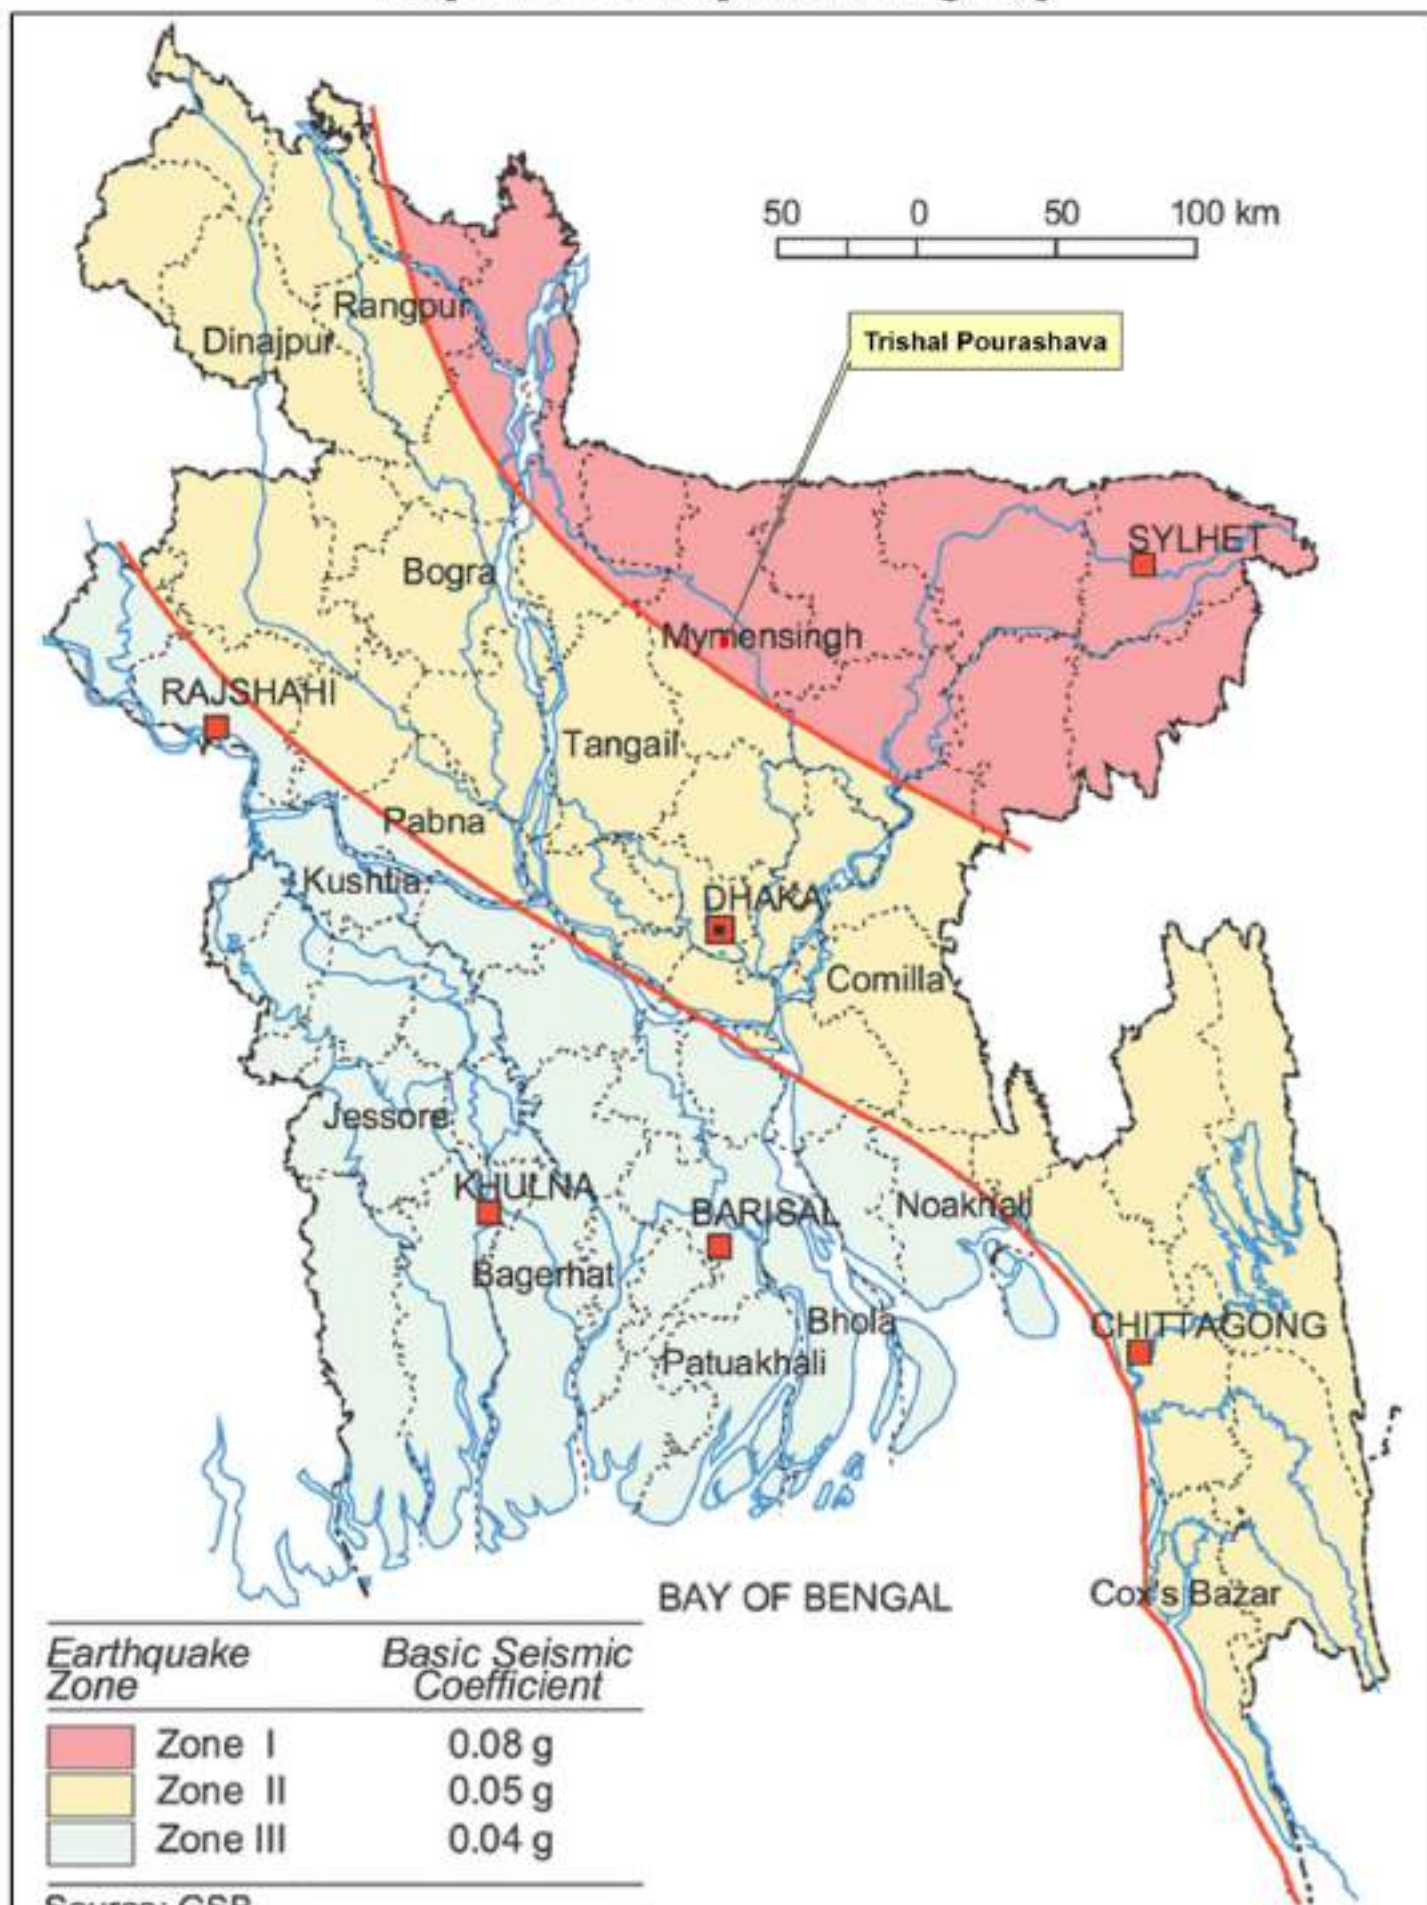 50 0 50 100 km
Trishal Pourashava
Rangpur
Dinajpur
SYLHET
Bogra
Mymensingh
RAJSHAHI
Tangail
Pabna
Kushtia
DHAKA
Comilla
Jessore
KHULNA
BARISAL
Noakhali
Bagerhat
Bhola
CHITTAGONG
Patuakhali
BAY OF BENGAL
Cox's Bazar
Earthquake Zone
Basic Seismic Coefficient
Zone I 0.08 g
Zone II 0.05 g
Zone III 0.04 g
Source: GSB